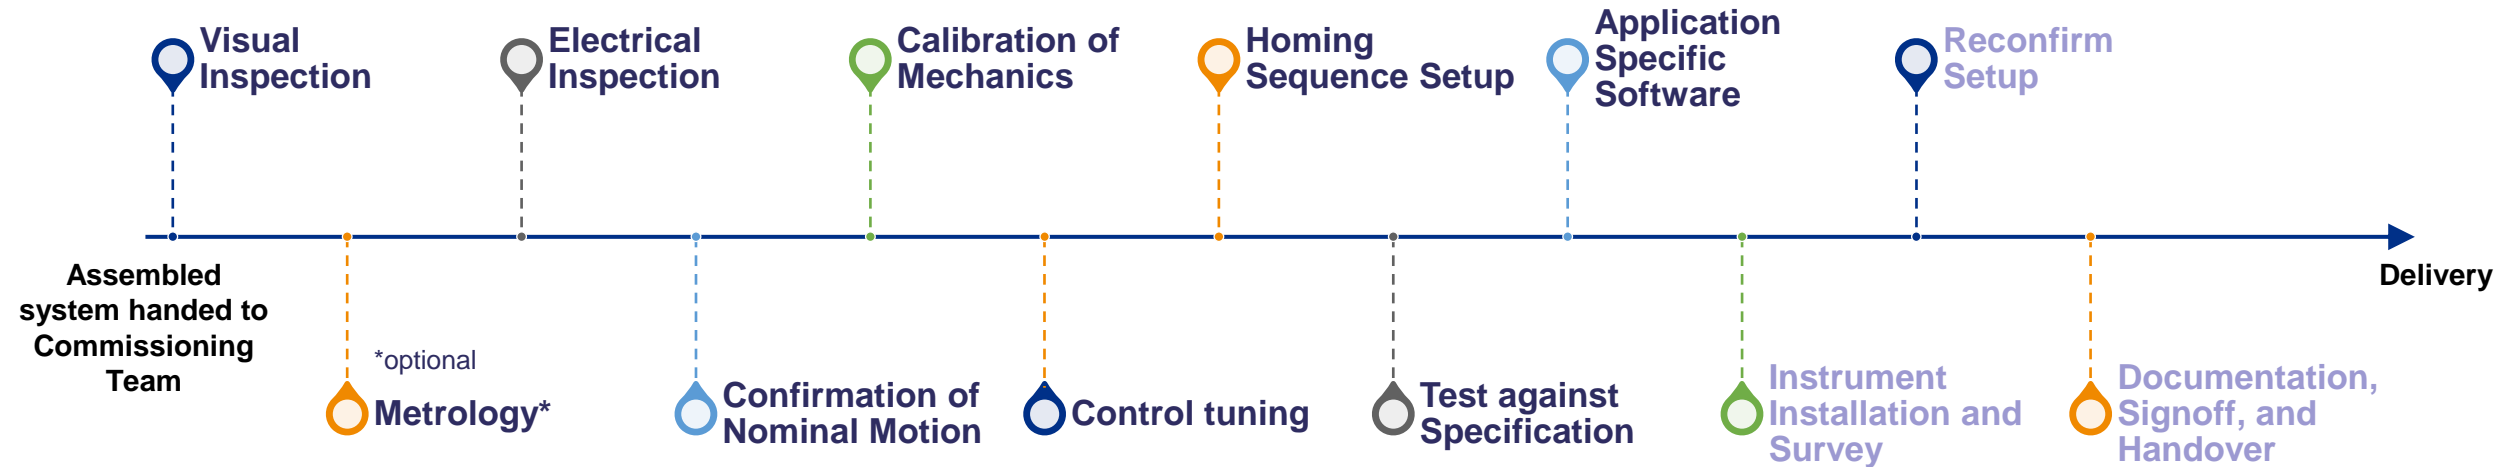 Visual
Inspection
Electrical
Inspection
Calibration of
Mechanics
Homing
Sequence Setup
Application
Specific
Software
Reconfirm
Setup
Assembled
system handed to
Commissioning
Team
Delivery
*optional
Metrology*
Confirmation of
Nominal Motion
Control tuning
Test against
Specification
Instrument
Installation and
Survey
Documentation,
Signoff, and
Handover